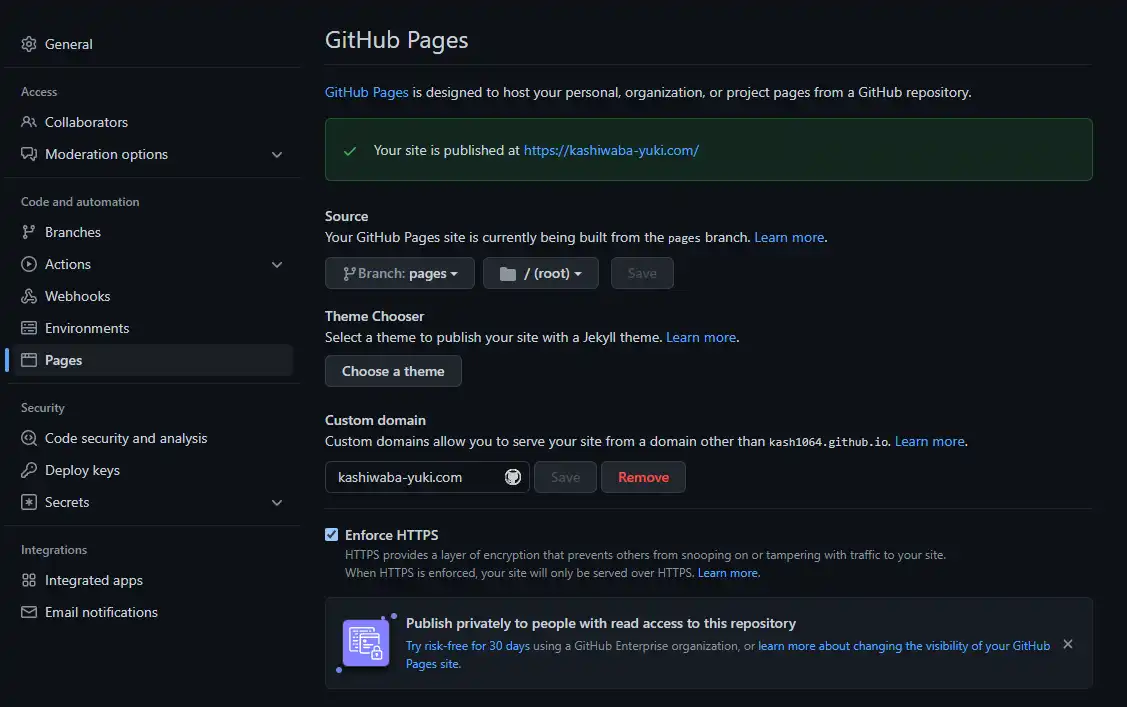 General
Access
Collaborators
Moderation options
Code and automation
Branches
Actions
Webhooks
Environments
Pages
Security
Code security and analysis
Deploy keys
Secrets
Integrations
Integrated apps
Email notifications
GitHub Pages
GitHub Pages is designed to host your personal, organization, or project pages from a GitHub repository.
Your site is published at https://kashiwaba-yuki.com/
Source
Your GitHub Pages site is currently being built from the pages branch. Learn more.
Branch: pages
/ (root)
Save
Theme Chooser
Select a theme to publish your site with a Jekyll theme. Learn more.
Choose a theme
Custom domain
Custom domains allow you to serve your site from a domain other than kash1064.github.io. Learn more.
kashiwaba-yuki.com
Save
Remove
Enforce HTTPS
HTTPS provides a layer of encryption that prevents others from snooping on or tampering with traffic to your site.
When HTTPS is enforced, your site will only be served over HTTPS. Learn more.
Publish privately to people with read access to this repository
Try risk-free for 30 days using a GitHub Enterprise organization, or learn more about changing the visibility of your GitHub
Pages site.